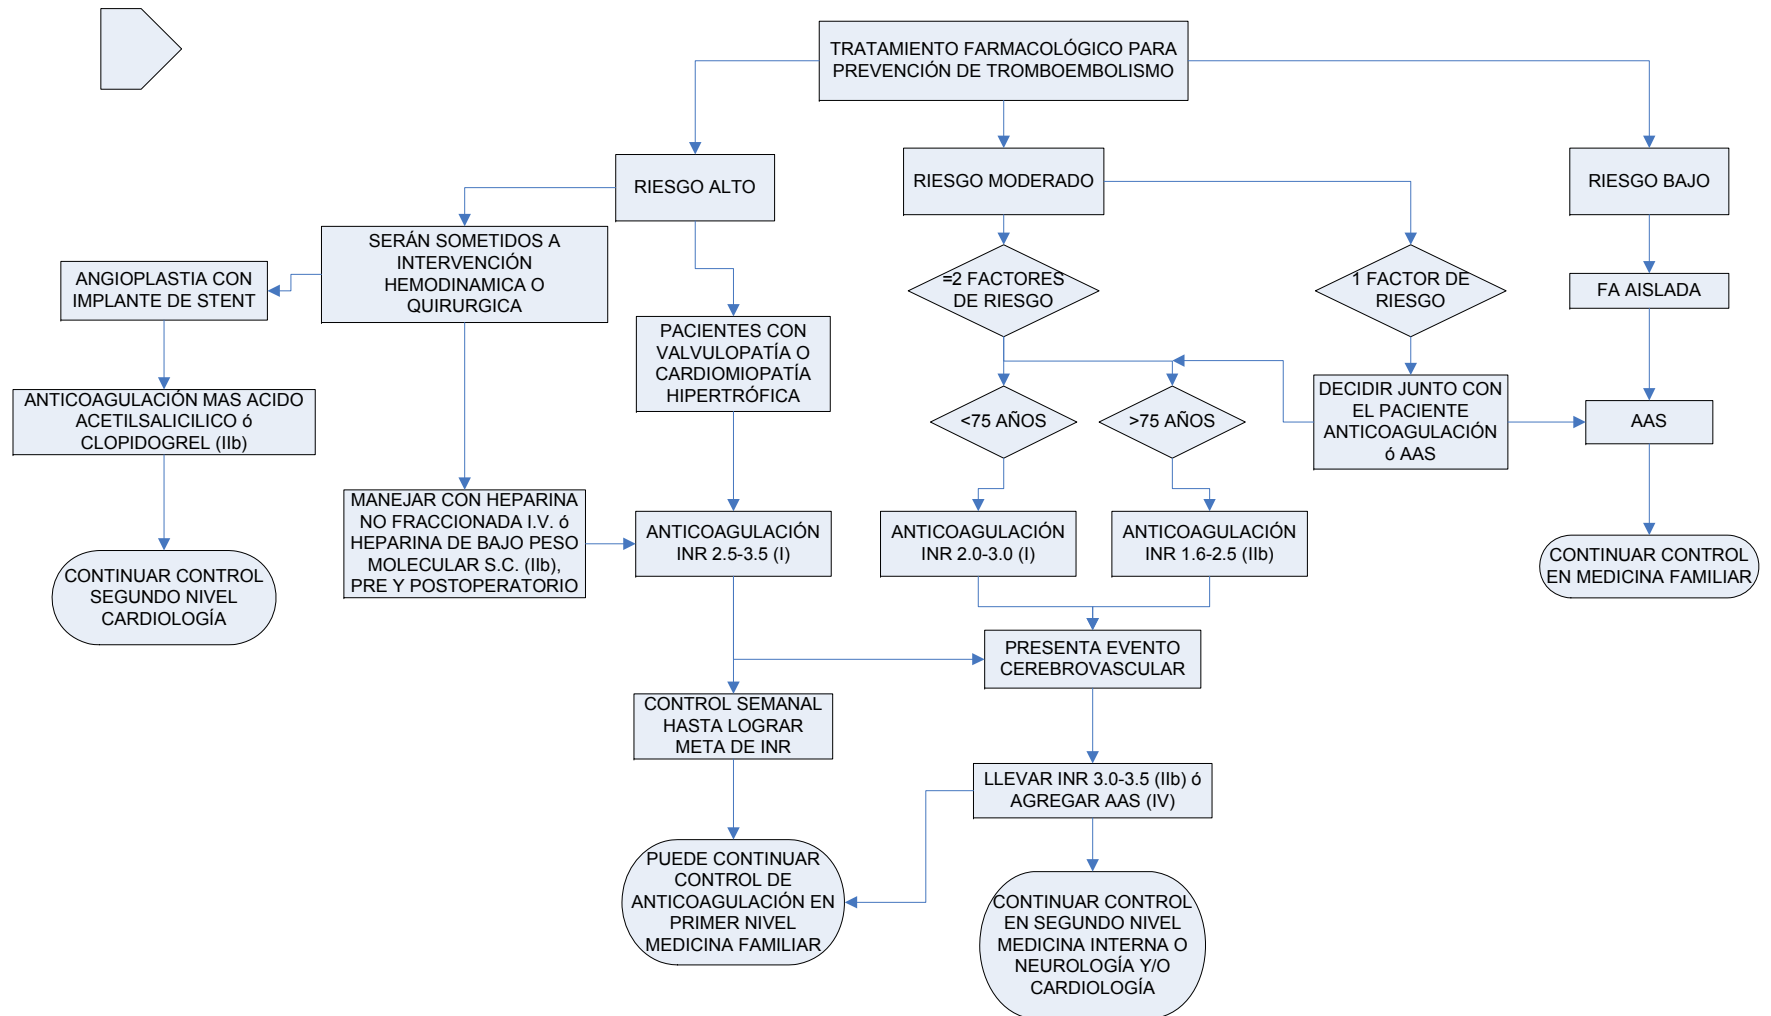 TRATAMIENTO FARMACOLÓGICO PARA
PREVENCIÓN DE TROMBOEMBOLISMO
RIESGO ALTO
RIESGO MODERADO
RIESGO BAJO
SERÁN SOMETIDOS A
INTERVENCIÓN
HEMODINAMICA O
QUIRURGICA
ANGIOPLASTIA CON
IMPLANTE DE STENT
=2 FACTORES
DE RIESGO
1 FACTOR DE
RIESGO
FA AISLADA
PACIENTES CON
VALVULOPATÍA O
CARDIOMIOPATÍA
HIPERTRÓFICA
ANTICOAGULACIÓN MAS ACIDO
ACETILSALICILICO ó
CLOPIDOGREL (IIb)
<75 AÑOS
>75 AÑOS
DECIDIR JUNTO CON
EL PACIENTE
ANTICOAGULACIÓN
ó AAS
AAS
MANEJAR CON HEPARINA
NO FRACCIONADA I.V. ó
HEPARINA DE BAJO PESO
MOLECULAR S.C. (IIb),
PRE Y POSTOPERATORIO
ANTICOAGULACIÓN
INR 2.5-3.5 (I)
ANTICOAGULACIÓN
INR 2.0-3.0 (I)
ANTICOAGULACIÓN
INR 1.6-2.5 (IIb)
CONTINUAR CONTROL
EN MEDICINA FAMILIAR
CONTINUAR CONTROL
SEGUNDO NIVEL
CARDIOLOGÍA
PRESENTA EVENTO
CEREBROVASCULAR
CONTROL SEMANAL
HASTA LOGRAR
META DE INR
LLEVAR INR 3.0-3.5 (IIb) ó
AGREGAR AAS (IV)
PUEDE CONTINUAR
CONTROL DE
ANTICOAGULACIÓN EN
PRIMER NIVEL
MEDICINA FAMILIAR
CONTINUAR CONTROL
EN SEGUNDO NIVEL
MEDICINA INTERNA O
NEUROLOGÍA Y/O
CARDIOLOGÍA